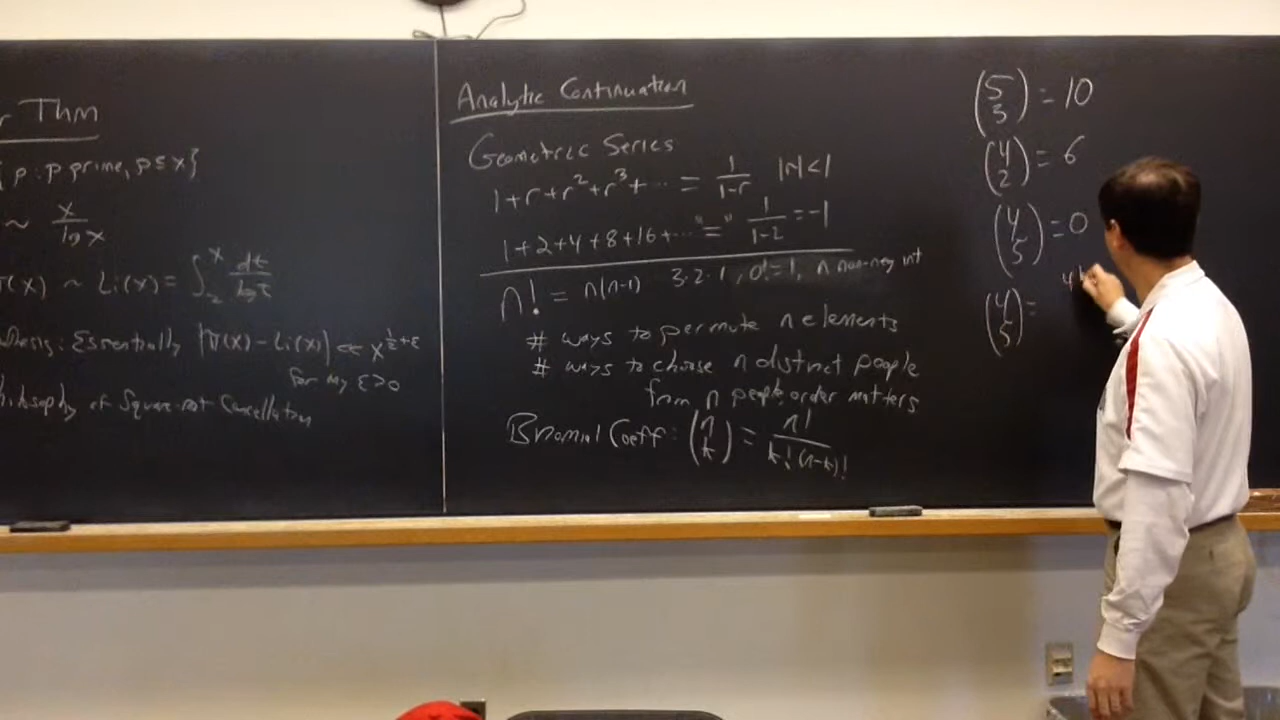 r Thm
{p : p prime, p ≤ x}
~ x / log x
π(x) ~ Li(x) = ∫_2^x dt / log t
thesis: Essentially |π(x) - Li(x)| << x^{1/2+ε}
for any ε>0
Philosophy of Square-root Cancellation
Analytic Continuation
Geometric Series
1+r+r²+r³+··· = 1/(1-r) |r|<1
1+2+4+8+16+··· "=" 1/(1-2) = -1
n! = n(n-1) 3·2·1, 0!=1, n non-neg int
# ways to permute n elements
# ways to choose n distinct people
from n people, order matters
Binomial Coeff: (n k) = n! / k!(n-k)!
(5 3) = 10
(4 2) = 6
(4 5) = 0
(4 5) = 4!